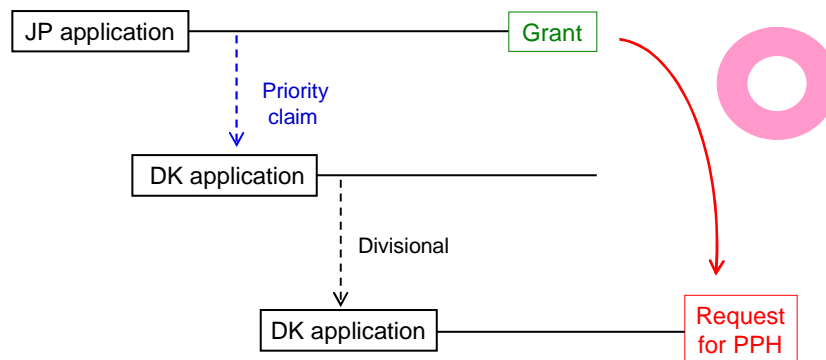 JP application
Grant
Priority
claim
DK application
Divisional
DK application
Request
for PPH